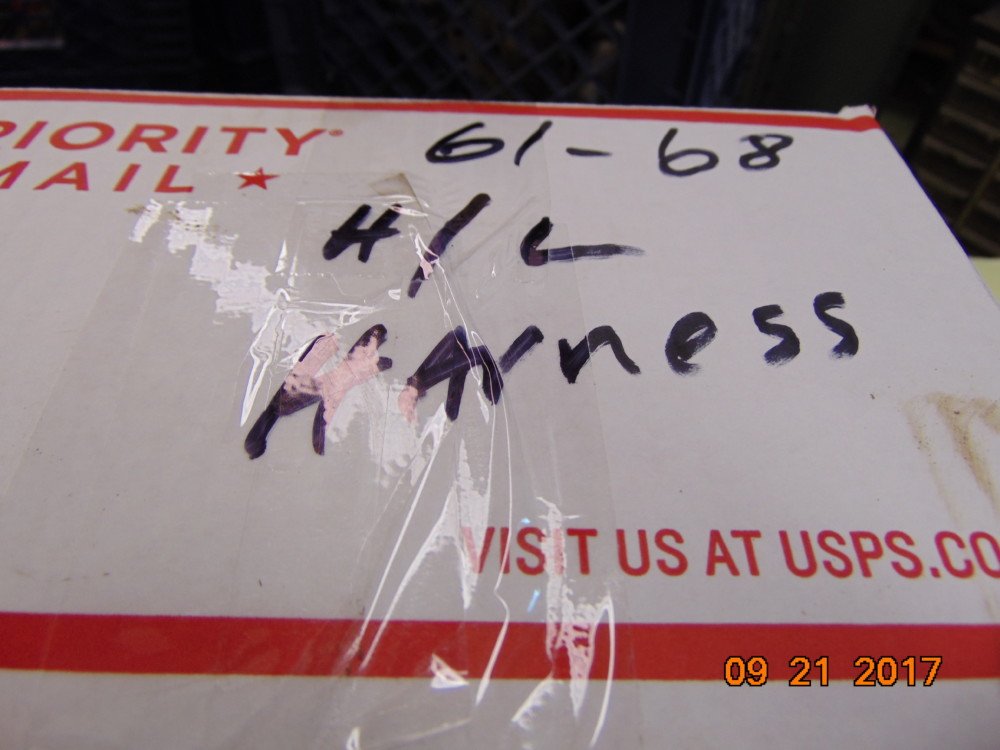 PRIORITY
MAIL
61-68
H/L
HArness
VISIT US AT USPS.CO
09 21 2017